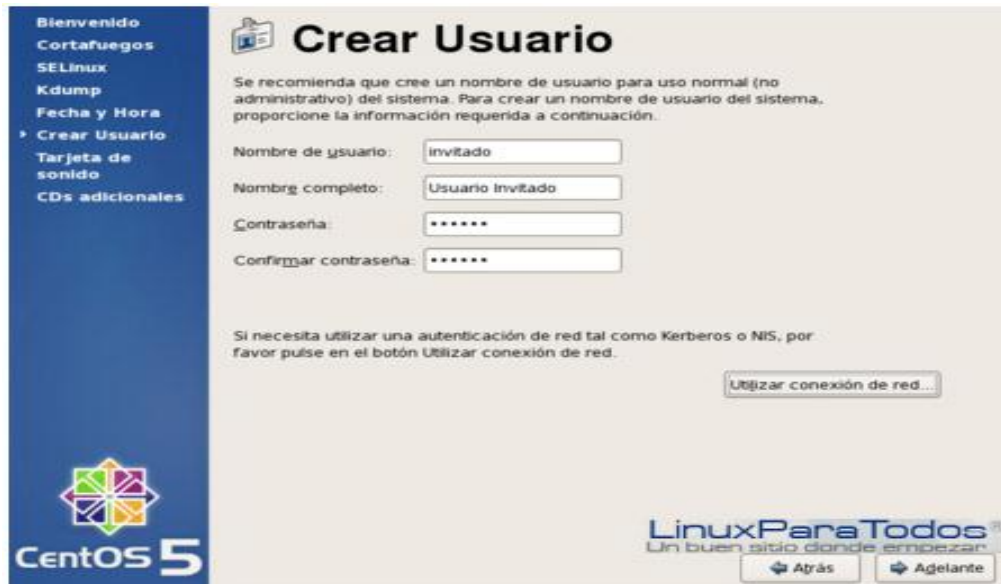 Bienvenido
Cortafuegos
SELinux
Kdump
Fecha y Hora
Crear Usuario
Tarjeta de
sonido
CDs adicionales
Crear Usuario
Se recomienda que cree un nombre de usuario para uso normal (no
administrativo) del sistema. Para crear un nombre de usuario del sistema,
proporcione la información requerida a continuación.
Nombre de usuario: invitado
Nombre completo: Usuario Invitado
Contraseña: ••••••
Confirmar contraseña: ••••••
Si necesita utilizar una autenticación de red tal como Kerberos o NIS, por
favor pulse en el botón Utilizar conexión de red.
Utilizar conexión de red...
CentOS 5
LinuxParaTodos®
Un buen sitio donde empezar
Atrás
Adelante